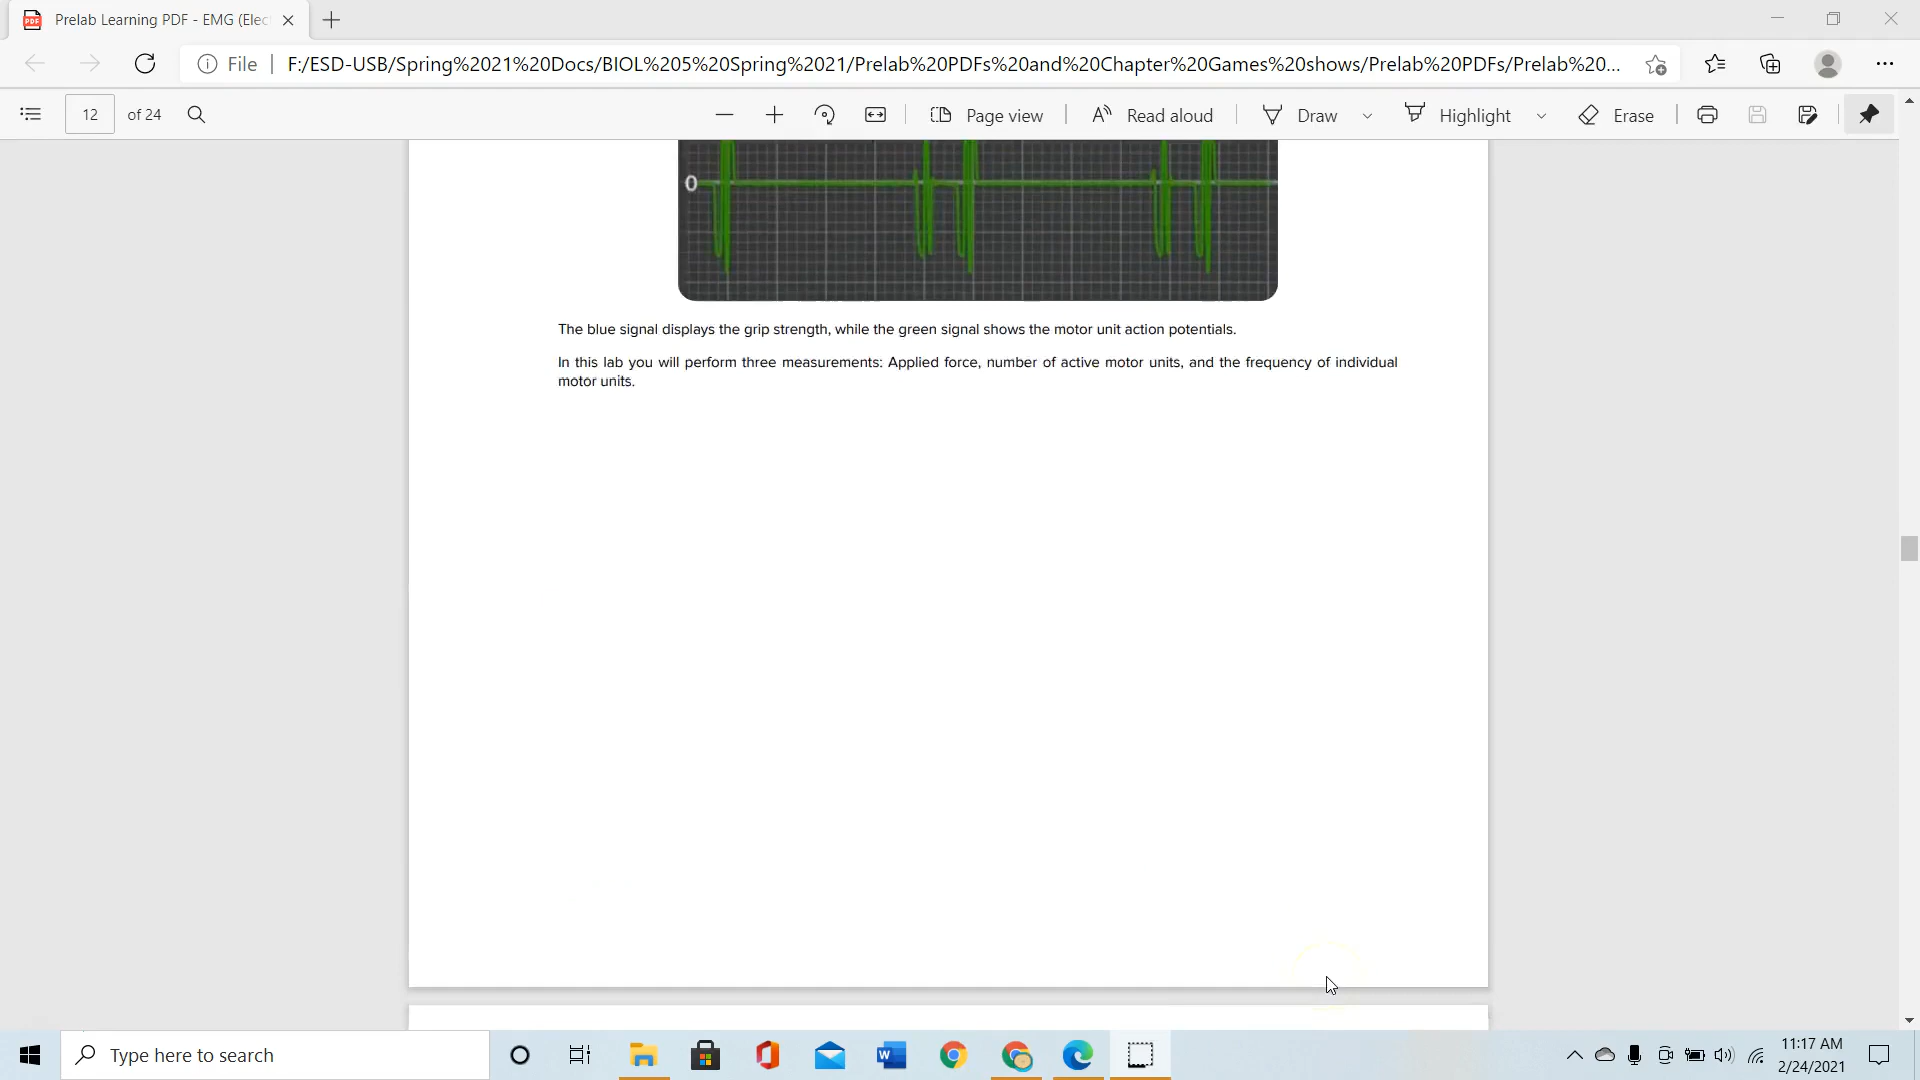 Prelab Learning PDF - EMG (Elec
File
F:/ESD-USB/Spring%2021%20Docs/BIOL%205%20Spring%2021/Prelab%20PDFs%20and%20Chapter%20Games%20shows/Prelab%20PDFs/Prelab%20...
12 of 24
Page view
Read aloud
Draw
Highlight
Erase
0
The blue signal displays the grip strength, while the green signal shows the motor unit action potentials.
In this lab you will perform three measurements: Applied force, number of active motor units, and the frequency of individual
motor units.
Type here to search
11:17 AM
2/24/2021